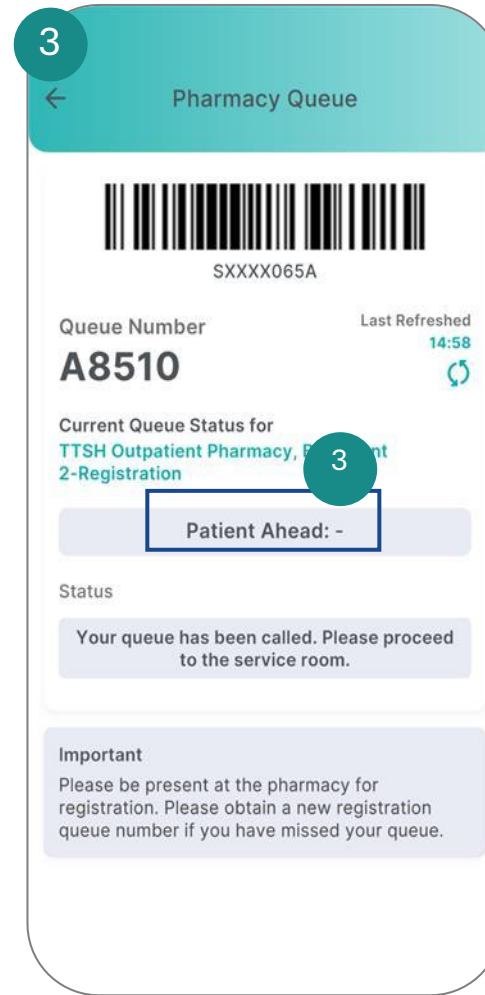 3
Pharmacy Queue
SXXXX065A
Queue Number
Last Refreshed
A8510
14:58
Current Queue Status for
TTSH Outpatient Pharmacy,
3
2-Registration
Patient Ahead: -
Status
Your queue has been called. Please proceed
to the service room.
Important
Please be present at the pharmacy for
registration. Please obtain a new registration
queue number if you have missed your queue.